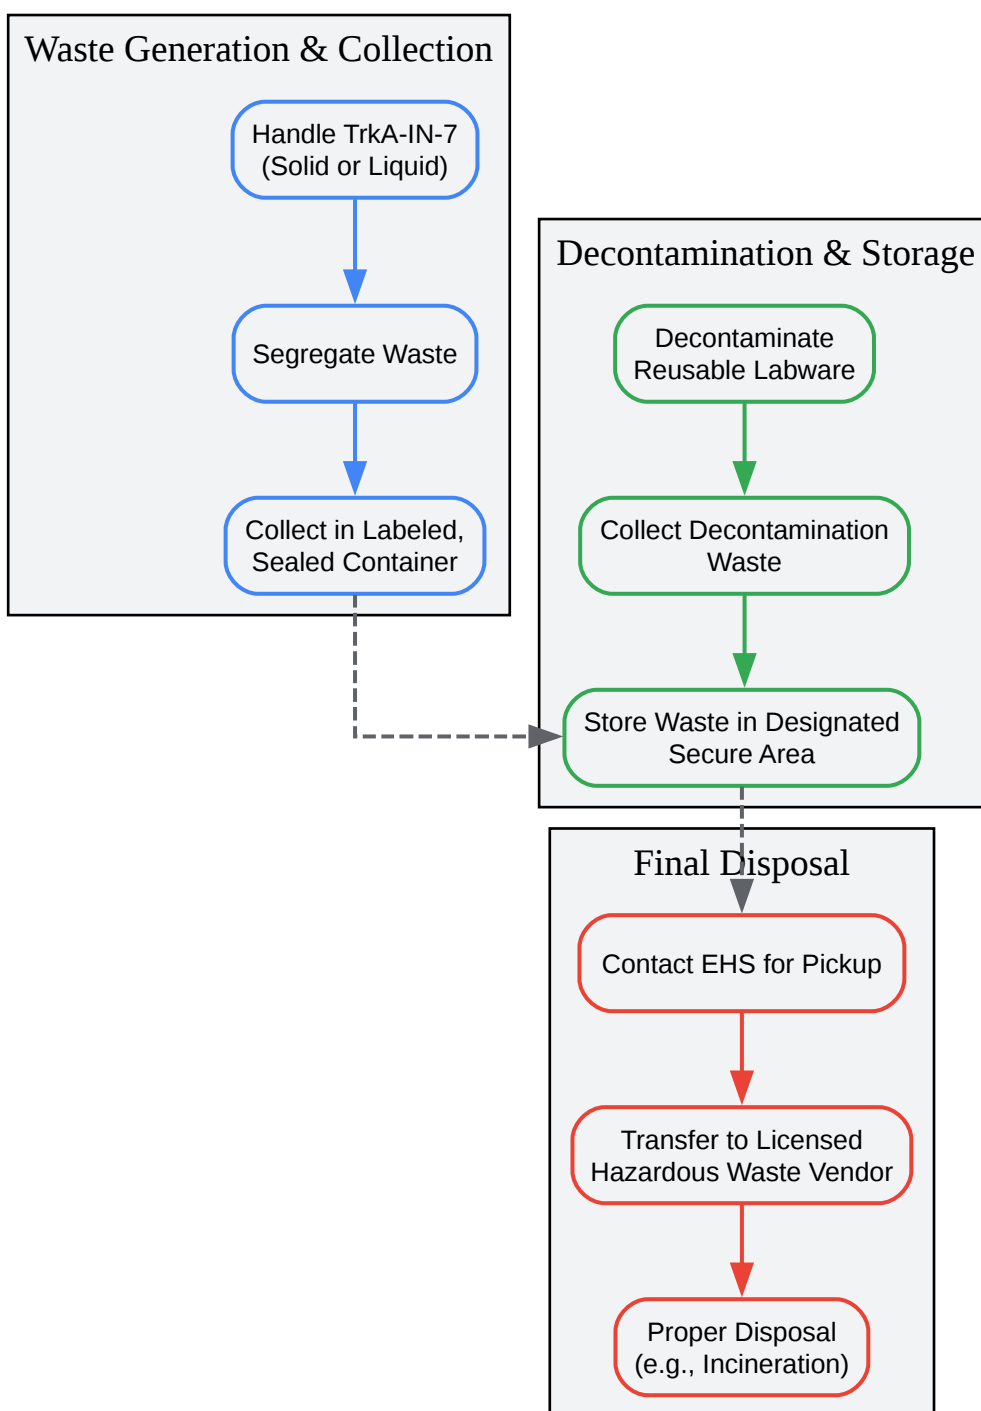 Waste Generation & Collection
Handle TrkA-IN-7
(Solid or Liquid)
Segregate Waste
Collect in Labeled,
Sealed Container
Decontamination & Storage
Decontaminate
Reusable Labware
Collect Decontamination
Waste
Store Waste in Designated
Secure Area
Final Disposal
Contact EHS for Pickup
Transfer to Licensed
Hazardous Waste Vendor
Proper Disposal
(e.g., Incineration)